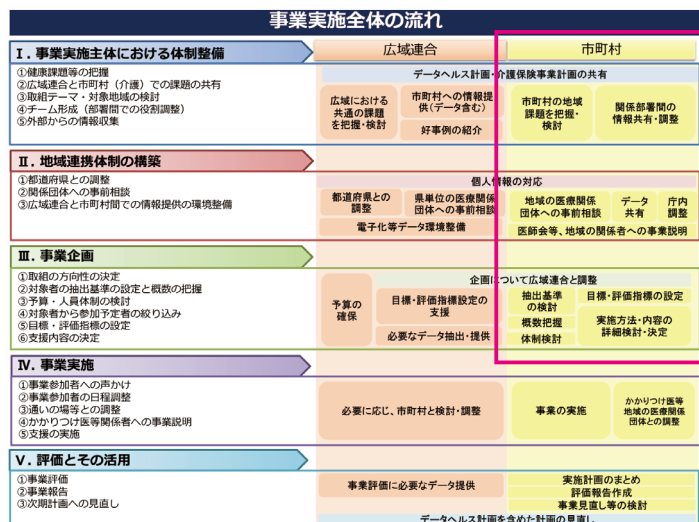 事業実施全体の流れ
Ⅰ．事業実施主体における体制整備
広域連合
市町村
①健康課題等の把握
②広域連合と市町村（介護）での課題の共有
③取組テーマ・対象地域の検討
④チーム形成（部署間での役割調整）
⑤外部からの情報収集
データヘルス計画・介護保険事業計画の共有
広域における
共通の課題
を把握・検討
市町村への情報提
供（データ含む）
好事例の紹介
市町村の地域
課題を把握・
検討
関係部署間の
情報共有・調整
Ⅱ．地域連携体制の構築
①都道府県との調整
②関係団体への事前相談
③広域連合と市町村間での情報提供の環境整備
個人情報の対応
都道府県との
調整
県単位の医療関係
団体への事前相談
電子化等データ環境整備
地域の医療関係
団体への事前相談
データ
共有
庁内
調整
医師会等、地域の関係者への事業説明
Ⅲ．事業企画
①取組の方向性の決定
②対象者の抽出基準の設定と概数の把握
③予算・人員体制の検討
④対象者から参加予定者の絞り込み
⑤目標・評価指標の設定
⑥支援内容の決定
企画について広域連合と調整
予算の
確保
目標・評価指標設定の
支援
必要なデータ抽出・提供
抽出基準
の検討
概数把握
体制検討
目標・評価指標の設定
実施方法・内容の
詳細検討・決定
Ⅳ．事業実施
①事業参加者への声かけ
②事業参加者の日程調整
③通いの場等との調整
④かかりつけ医等関係者への事業説明
⑤支援の実施
必要に応じ、市町村と検討・調整
事業の実施
かかりつけ医等
地域の医療関係
団体との調整
Ⅴ．評価とその活用
①事業評価
②事業報告
③次期計画への見直し
事業評価に必要なデータ提供
実施計画のまとめ
評価報告作成
事業見直し等の検討
データヘルス計画を含めた計画の見直し